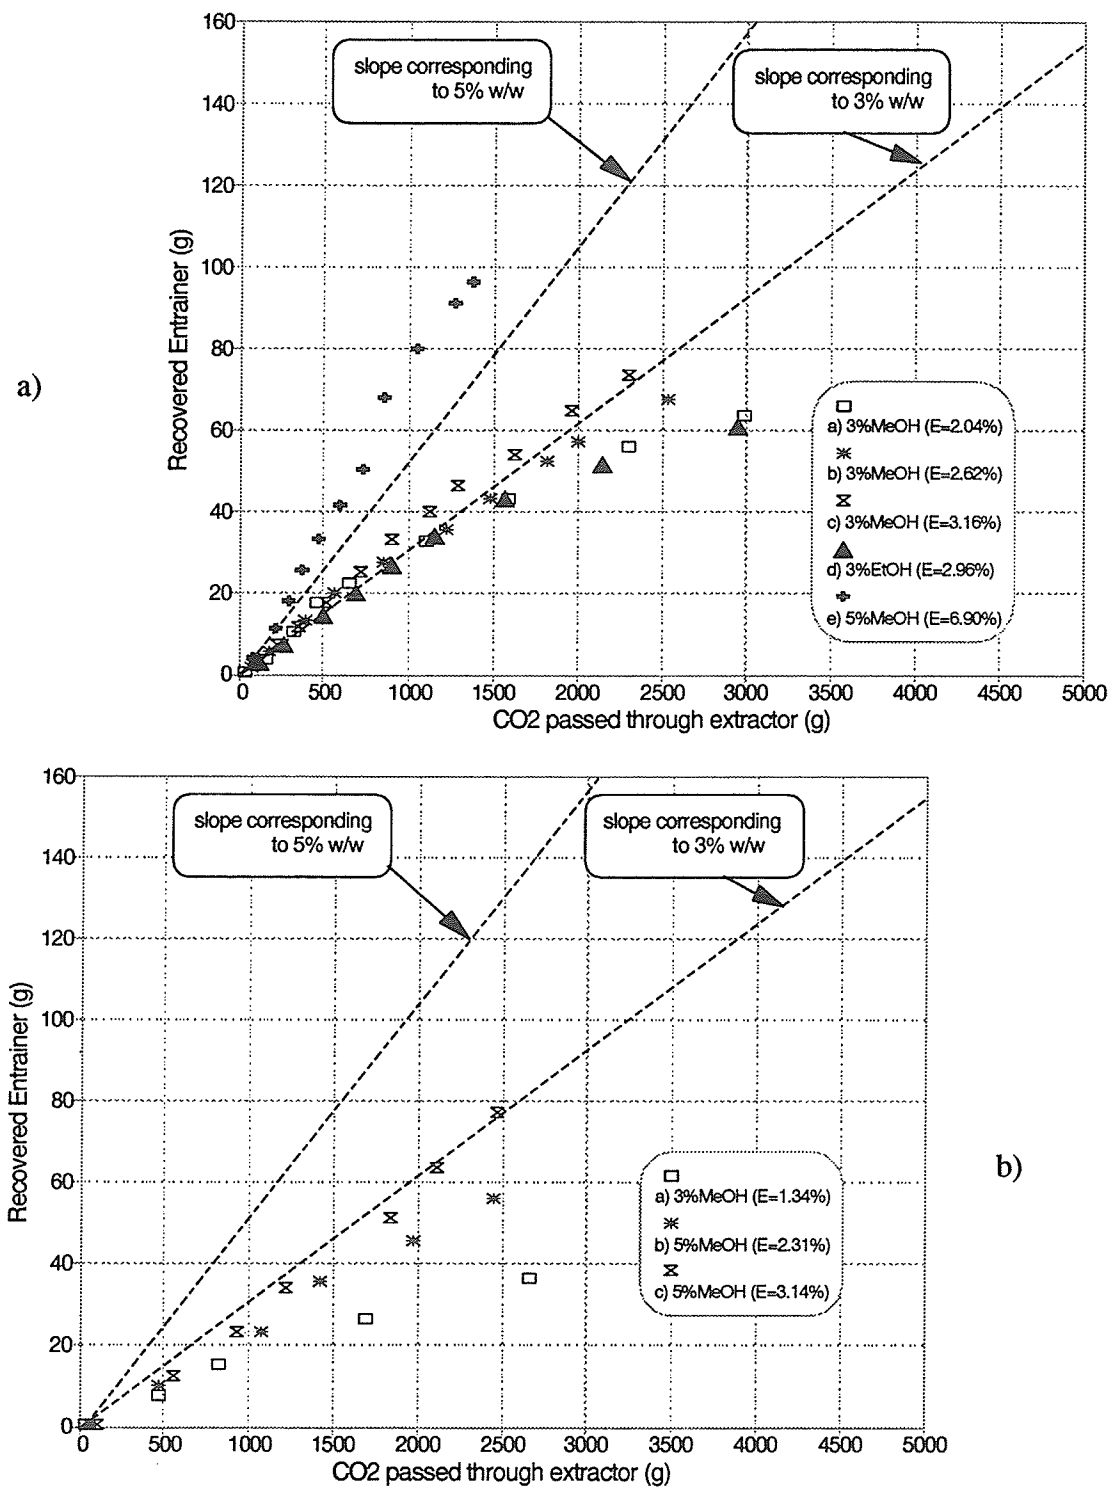 160
140
120
100
80
60
40
20
0
Recovered Entrainer (g)
slope corresponding
to 5% w/w
slope corresponding
to 3% w/w
a)
a) 3%MeOH (E=2.04%)
b) 3%MeOH (E=2.62%)
c) 3%MeOH (E=3.16%)
d) 3%EtOH (E=2.96%)
e) 5%MeOH (E=6.90%)
0 500 1000 1500 2000 2500 3000 3500 4000 4500 5000
CO2 passed through extractor (g)
160
140
120
100
80
60
40
20
0
Recovered Entrainer (g)
slope corresponding
to 5% w/w
slope corresponding
to 3% w/w
b)
a) 3%MeOH (E=1.34%)
b) 5%MeOH (E=2.31%)
c) 5%MeOH (E=3.14%)
0 500 1000 1500 2000 2500 3000 3500 4000 4500 5000
CO2 passed through extractor (g)